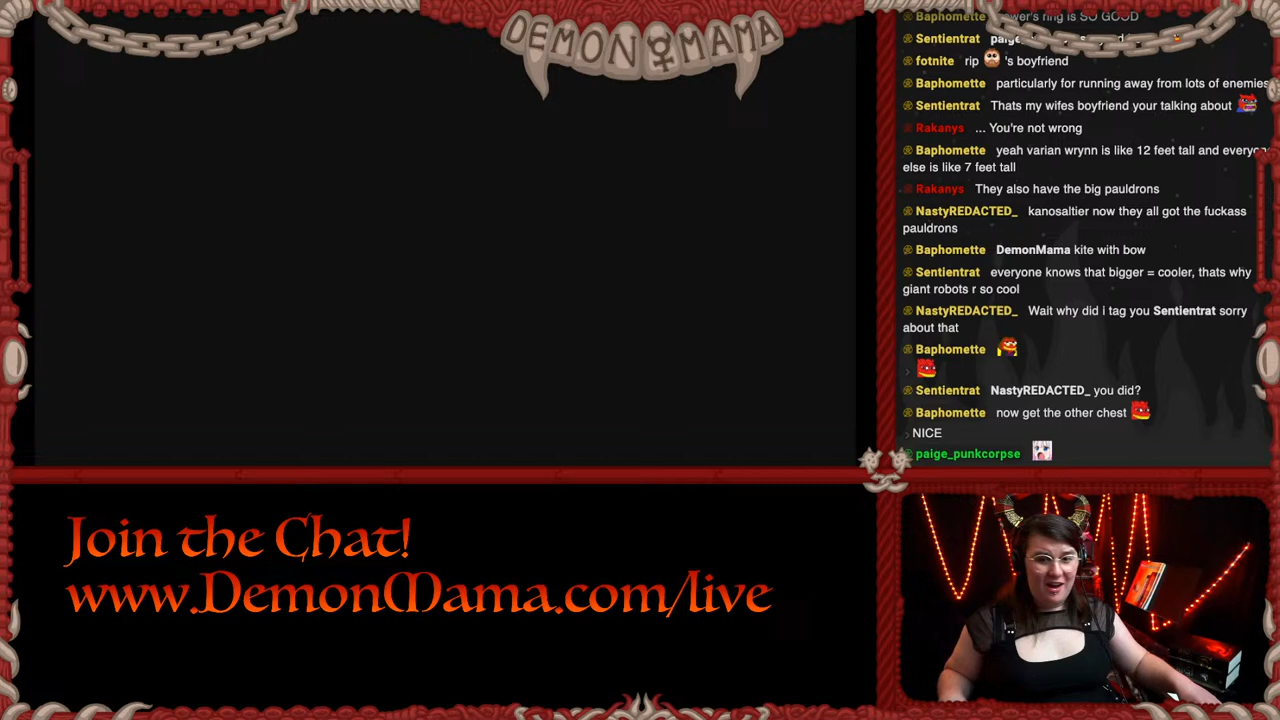 DEMON MAMA
Baphomette ower's ring is SO GOOD
Sentientrat
fotnite rip 's boyfriend
Baphomette particularly for running away from lots of enemies
Sentientrat Thats my wifes boyfriend your talking about
Rakanys ... You're not wrong
Baphomette yeah varian wrynn is like 12 feet tall and everyone
else is like 7 feet tall
Rakanys They also have the big pauldrons
NastyREDACTED_ kanosaltier now they all got the fuckass
pauldrons
Baphomette DemonMama kite with bow
Sentientrat everyone knows that bigger = cooler, thats why
giant robots r so cool
NastyREDACTED_ Wait why did i tag you Sentientrat sorry
about that
Baphomette
Sentientrat NastyREDACTED_ you did?
Baphomette now get the other chest
NICE
paige_punkcorpse
Join the Chat!
www.DemonMama.com/live